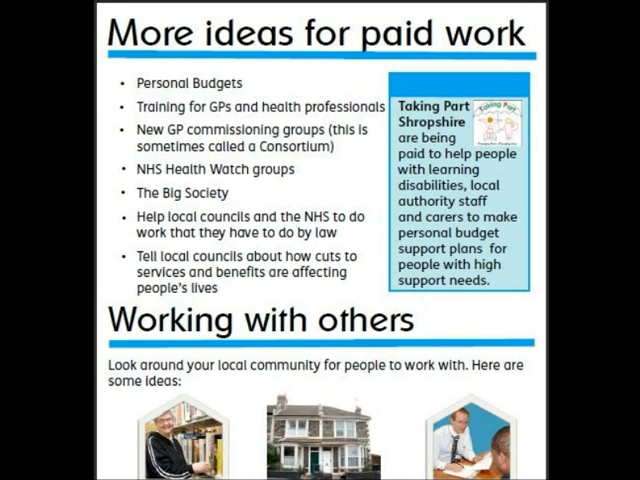 More ideas for paid work
• Personal Budgets
• Training for GPs and health professionals
• New GP commissioning groups (this is
sometimes called a Consortium)
• NHS Health Watch groups
• The Big Society
• Help local councils and the NHS to do
work that they have to do by law
• Tell local councils about how cuts to
services and benefits are affecting
people's lives
Taking Part
Shropshire
are being
paid to help people
with learning
disabilities, local
authority staff
and carers to make
personal budget
support plans for
people with high
support needs.
Taking Part
Working with others
Look around your local community for people to work with. Here are
some ideas: